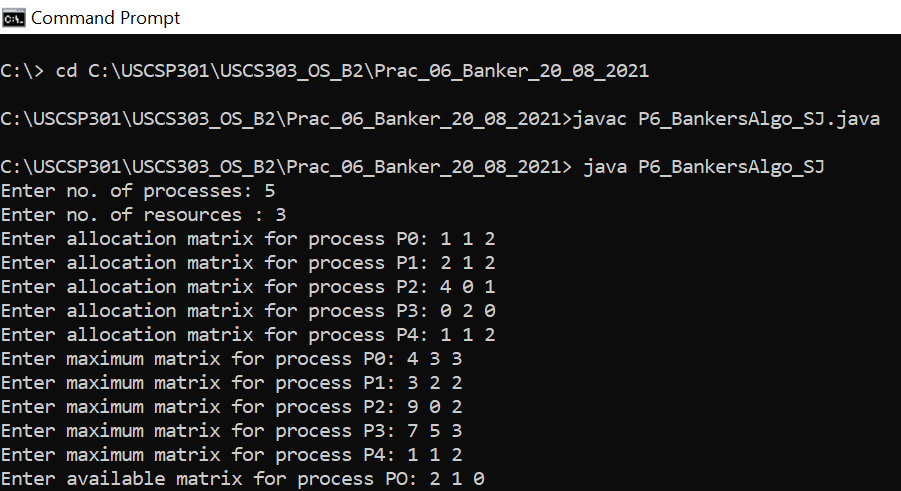 Command Prompt
C:\> cd C:\USCSP301\USCS303_OS_B2\Prac_06_Banker_20_08_2021
C:\USCSP301\USCS303_OS_B2\Prac_06_Banker_20_08_2021>javac P6_BankersAlgo_SJ.java
C:\USCSP301\USCS303_OS_B2\Prac_06_Banker_20_08_2021> java P6_BankersAlgo_SJ
Enter no. of processes: 5
Enter no. of resources : 3
Enter allocation matrix for process P0: 1 1 2
Enter allocation matrix for process P1: 2 1 2
Enter allocation matrix for process P2: 4 0 1
Enter allocation matrix for process P3: 0 2 0
Enter allocation matrix for process P4: 1 1 2
Enter maximum matrix for process P0: 4 3 3
Enter maximum matrix for process P1: 3 2 2
Enter maximum matrix for process P2: 9 0 2
Enter maximum matrix for process P3: 7 5 3
Enter maximum matrix for process P4: 1 1 2
Enter available matrix for process PO: 2 1 0